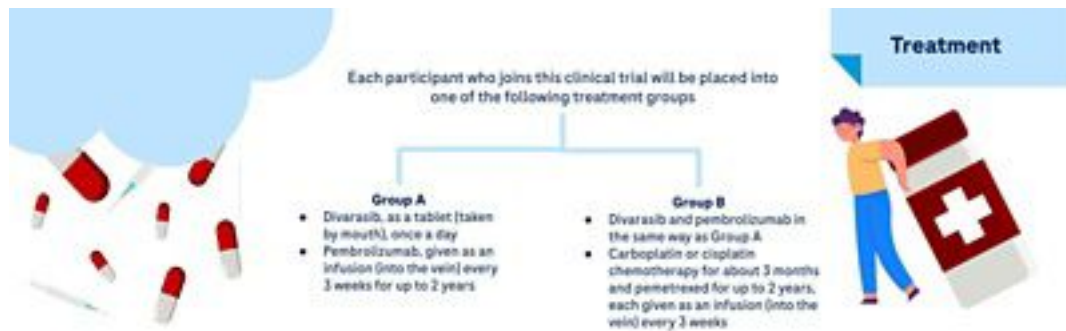 Treatment
Each participant who joins this clinical trial will be placed into
one of the following treatment groups
Group A
● Divarasib, as a tablet (taken
by mouth), once a day
● Pembrolizumab, given as an
infusion (into the vein) every
3 weeks for up to 2 years
Group B
● Divarasib and pembrolizumab in
the same way as Group A
● Carboplatin or cisplatin
chemotherapy for about 3 months
and pemetrexed for up to 2 years,
each given as an infusion (into the
vein) every 3 weeks